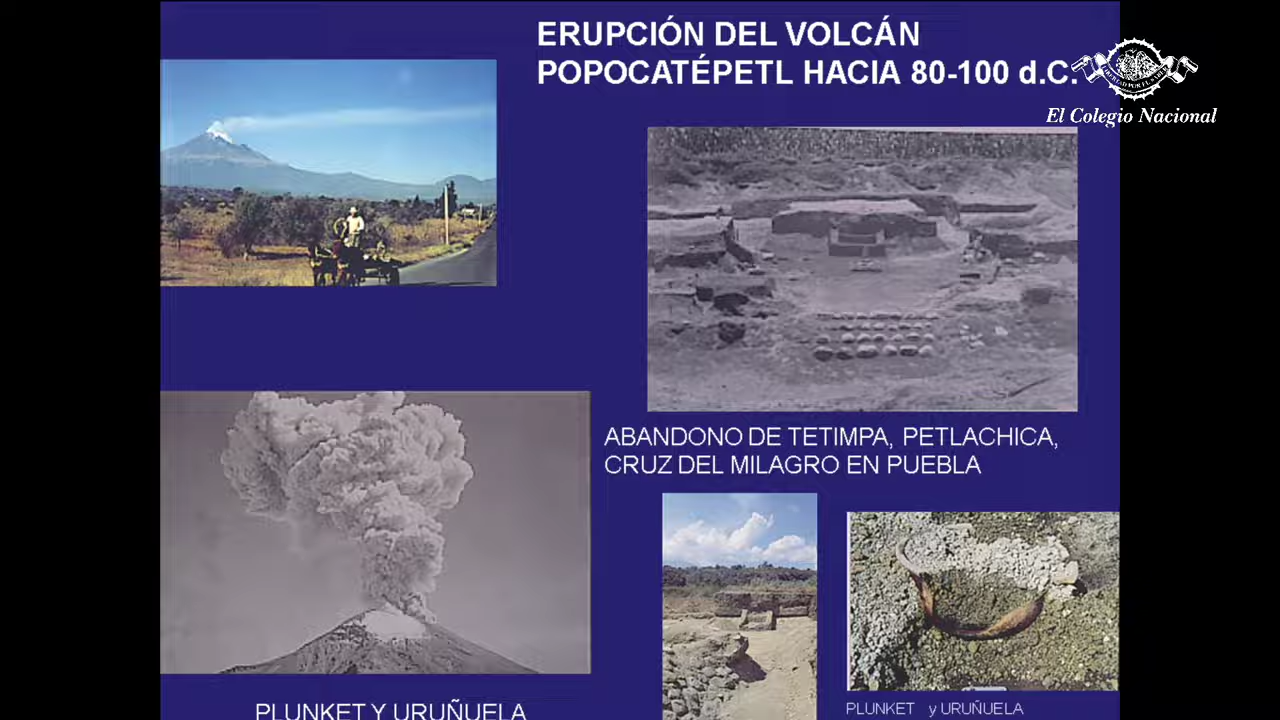 ERUPCIÓN DEL VOLCÁN
POPOCATÉPETL HACIA 80-100 d.C.
El Colegio Nacional
ABANDONO DE TETIMPA, PETLACHICA,
CRUZ DEL MILAGRO EN PUEBLA
PLUNKET Y URUÑUELA
PLUNKET y URUÑUELA